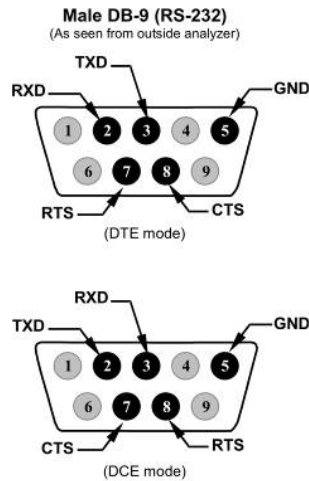 Male DB-9 (RS-232)
(As seen from outside analyzer)
TXD
RXD
GND
1 2 3 4 5
6 7 8 9
RTS
CTS
(DTE mode)
RXD
TXD
GND
1 2 3 4 5
6 7 8 9
CTS
RTS
(DCE mode)